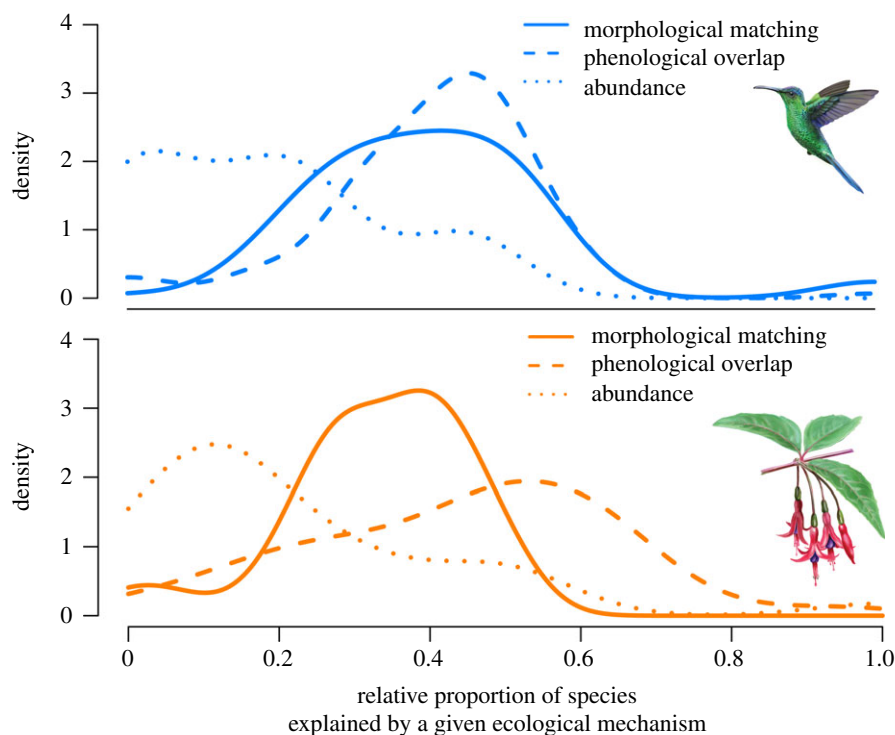 4
3
2
1
0
density
morphological matching
phenological overlap
abundance
4
3
2
1
0
density
morphological matching
phenological overlap
abundance
0 0.2 0.4 0.6 0.8 1.0
relative proportion of species
explained by a given ecological mechanism